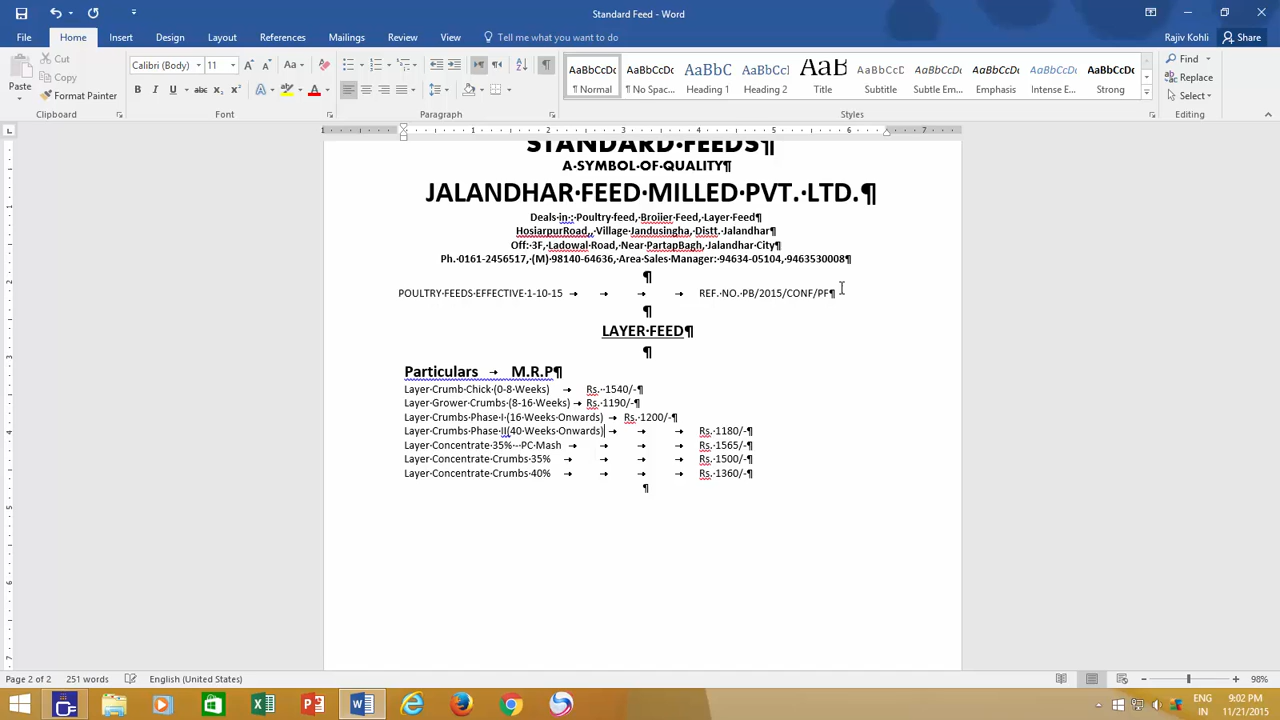 Standard Feed - Word
File Home Insert Design Layout References Mailings Review View Tell me what you want to do... Rajiv Kohli Share
Paste Cut Copy Format Painter
Calibri (Body) 11
¶ Normal ¶ No Spac... Heading 1 Heading 2 Title Subtitle Subtle Em... Emphasis Intense E... Strong
Find Replace Select
Clipboard Font Paragraph Styles Editing
STANDARD·FEEDS¶
A·SYMBOL·OF·QUALITY¶
JALANDHAR·FEED·MILLED·PVT.·LTD.¶
Deals·in·:·Poultry·feed,·Broiier·Feed,·Layer·Feed¶
HosiarpurRoad,,·Village·Jandusingha,·Distt.·Jalandhar¶
Off:·3F,·Ladowal·Road,·Near·PartapBagh,·Jalandhar·City¶
Ph.·0161-2456517,·(M)·98140-64636,·Area·Sales·Manager:·94634-05104,·9463530008¶
¶
POULTRY·FEEDS·EFFECTIVE·1-10-15 → → → → REF.·NO.·PB/2015/CONF/PF¶
¶
LAYER·FEED¶
¶
Particulars → M.R.P¶
Layer·Crumb·Chick·(0-8·Weeks) → Rs.··1540/-¶
Layer·Grower·Crumbs·(8-16·Weeks) → Rs.·1190/-¶
Layer·Crumbs·Phase·I·(16·Weeks·Onwards) → Rs.·1200/-¶
Layer·Crumbs·Phase·II(40·Weeks·Onwards) → → → Rs.·1180/-¶
Layer·Concentrate·35%·-·PC·Mash → → → → Rs.·1565/-¶
Layer·Concentrate·Crumbs·35% → → → → Rs.·1500/-¶
Layer·Concentrate·Crumbs·40% → → → → Rs.·1360/-¶
¶
Page 2 of 2 251 words English (United States) 98%
ENG 9:02 PM
IN 11/21/2015